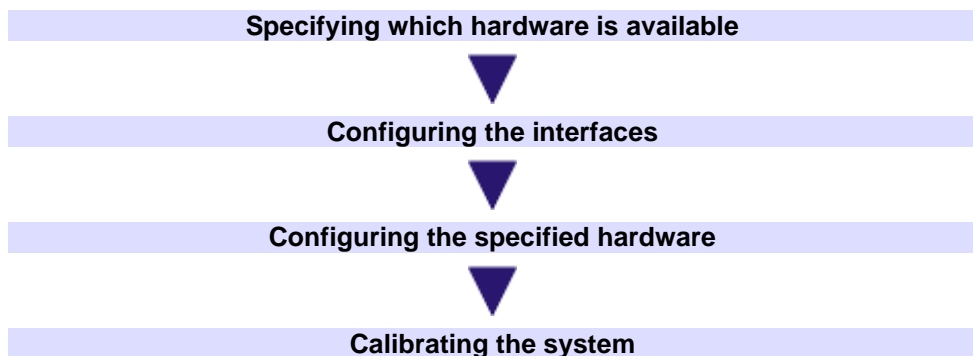 Specifying which hardware is available
Configuring the interfaces
Configuring the specified hardware
Calibrating the system